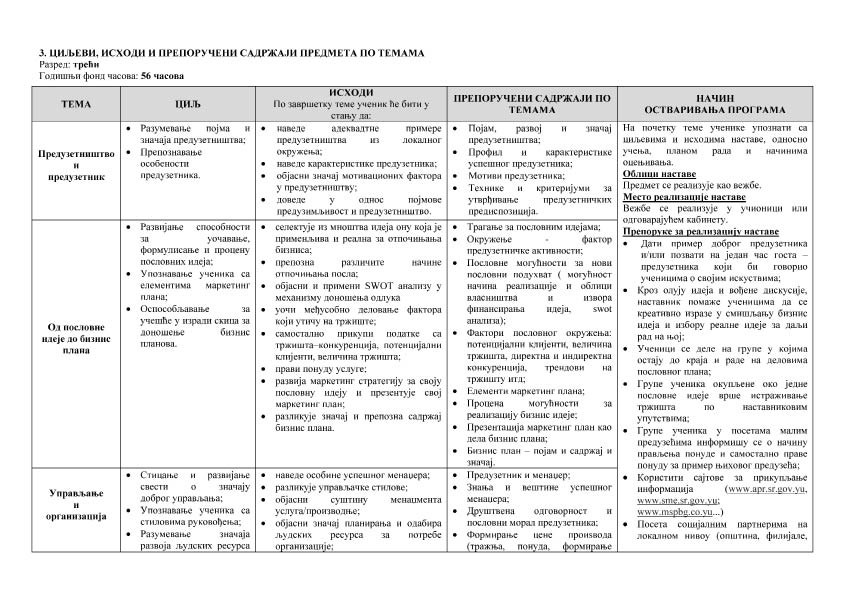 3. ЦИЉЕВИ, ИСХОДИ И ПРЕПОРУЧЕНИ САДРЖАЈИ ПРЕДМЕТА ПО ТЕМАМА
Разред: трећи
Годишњи фонд часова: 56 часова
ТЕМА
ЦИЉ
ИСХОДИ
По завршетку теме ученик ће бити у
стању да:
ПРЕПОРУЧЕНИ САДРЖАЈИ ПО
ТЕМАМА
НАЧИН
ОСТВАРИВАЊА ПРОГРАМА
Предузетништво
и
предузетник
• Разумевање појма и
значаја предузетништва;
• Препознавање
особености
предузетника.
• наведе адекватне примере
предузетништва из локалног
окружења;
• наведе карактеристике предузетника;
• објасни значај мотивационих фактора
у предузетништву;
• доведе у однос појмове
предузимљивост и предузетништво.
• Појам, развој и значај
предузетништва;
• Профил и карактеристике
успешног предузетника;
• Мотиви предузетника;
• Технике и критеријуми за
утврђивање предузетничких
предиспозиција.
Од пословне
идеје до бизнис
плана
• Развијање способности
за уочавање,
формулисање и процену
пословних идеја;
• Упознавање ученика са
елементима маркетинг
плана;
• Оспособљавање за
учешће у изради скица за
доношење бизнис
планова.
• селектује из мноштва идеја ону која је
применљива и реална за отпочињања
бизниса;
• препозна различите начине
отпочињања посла;
• објасни и примени SWOT анализу у
механизму доношења одлука
• уочи међусобно деловање фактора
који утичу на тржиште;
• самостално прикупи податке са
тржишта–конкуренција, потенцијални
клијенти, величина тржишта;
• прави понуду услуге;
• развија маркетинг стратегију за своју
пословну идеју и презентује свој
маркетинг план;
• разликује значај и препозна садржај
бизнис плана.
• Трагање за пословним идејама;
• Окружење - фактор
предузетничке активности;
• Пословне могућности за нови
пословни подухват ( могућност
начина реализације и облици
власништва и извора
финансирања идеја, swot
анализа);
• Фактори пословног окружења:
потенцијални клијенти, величина
тржишта, директна и индиректна
конкуренција, трендови на
тржишту итд;
• Елементи маркетинг плана;
• Процена могућности за
реализацију бизнис идеје;
• Презентација маркетинг план као
дела бизнис плана;
• Бизнис план – појам и садржај и
значај.
Управљање
и
организација
• Стицање и развијање
свести о значају
доброг управљања;
• Упознавање ученика са
стиловима руковођења;
• Разумевање значаја
развоја људских ресурса
• наведе особине успешног менаџера;
• разликује управљачке стилове;
• објасни суштину менаџмента
услуга/производње;
• објасни значај планирања и одабира
људских ресурса за потребе
организације;
• Предузетник и менаџер;
• Знања и вештине успешног
менаџера;
• Друштвена одговорност и
пословни морал предузетника;
• Формирање цене производа
(тражња, понуда, формирање
На почетку теме ученике упознати са
циљевима и исходима наставе, односно
учења, планом рада и начинима
оцењивања.
Облици наставе
Предмет се реализује као вежбе.
Место реализације наставе
Вежбе се реализује у учионици или
одговарајућем кабинету.
Препоруке за реализацију наставе
• Дати пример доброг предузетника
и/или позвати на један час госта –
предузетника који би говорио
ученицима о својим искуствима;
• Кроз олују идеја и вођене дискусије,
наставник помаже ученицима да се
креативно изразе у смишљању бизнис
идеја и избору реалне идеје за даљи
рад на њој;
• Ученици се деле на групе у којима
остају до краја и раде на деловима
пословног плана;
• Групе ученика окупљене око једне
пословне идеје врше истраживање
тржишта по наставниковим
упутствима;
• Групе ученика у посетама малим
предузећима информишу се о начину
прављења понуде и самостално праве
понуду за пример њиховог предузећа;
• Користити сајтове за прикупљање
информација (www.apr.sr.gov.yu,
www.sme.sr.gov.yu;
www.mspbg.co.yu...)
• Посета социјалним партнерима на
локалном нивоу (општина, филијале,